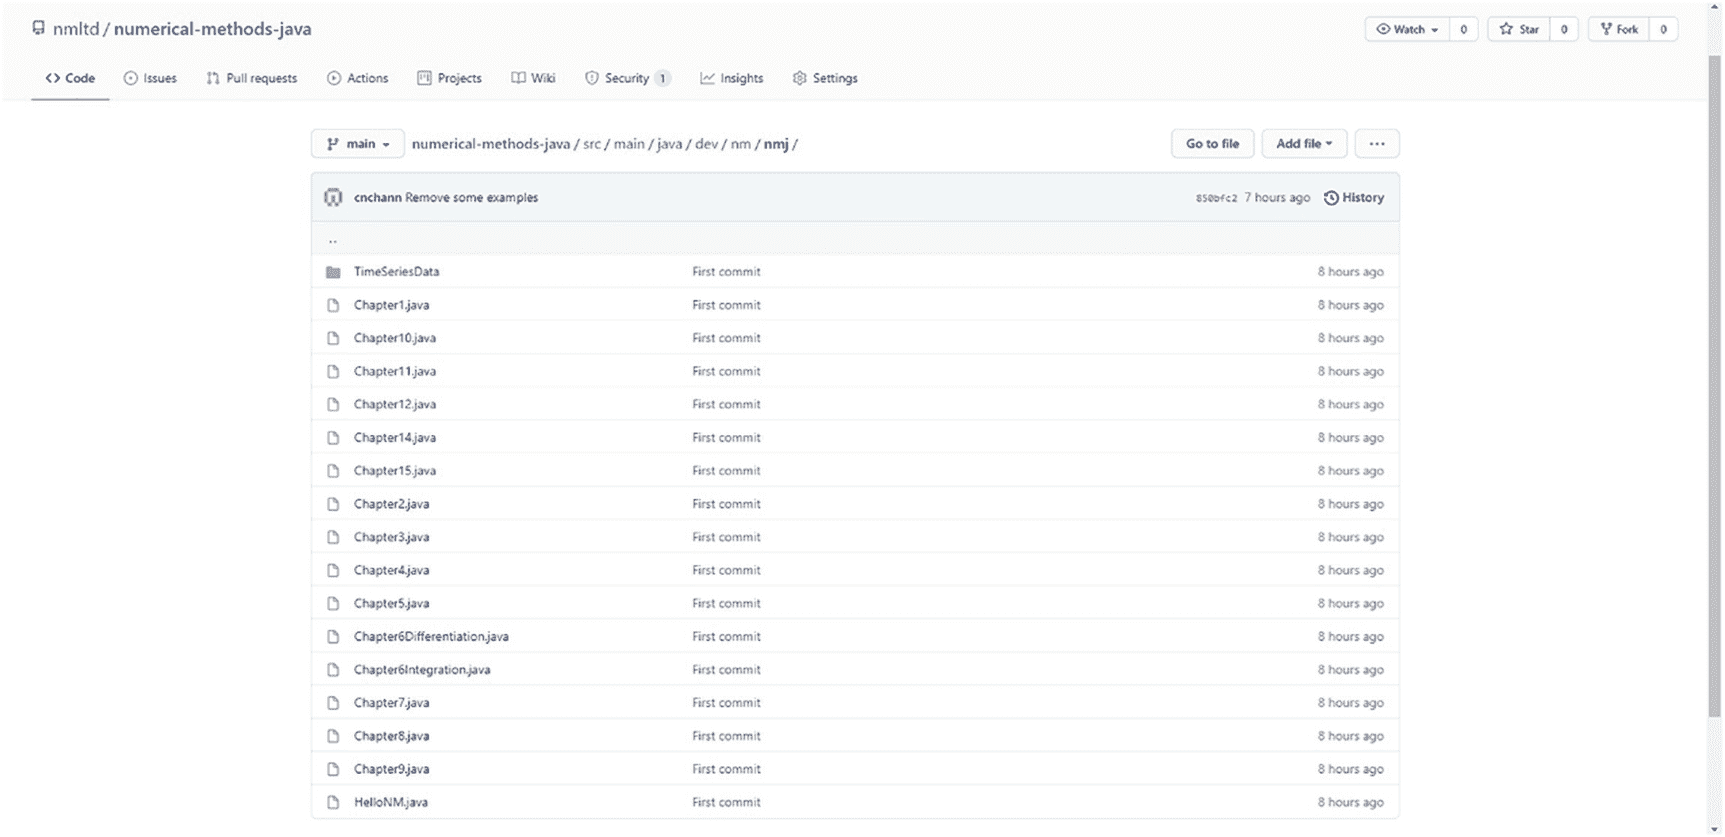 nmltd / numerical-methods-java Watch 0 Star 0 Fork 0
Code Issues Pull requests Actions Projects Wiki Security 1 Insights Settings
main numerical-methods-java / src / main / java / dev / nm / nmj / Go to file Add file ...
cnchann Remove some examples 850bfc2 7 hours ago History
..
TimeSeriesData First commit 8 hours ago
Chapter1.java First commit 8 hours ago
Chapter10.java First commit 8 hours ago
Chapter11.java First commit 8 hours ago
Chapter12.java First commit 8 hours ago
Chapter14.java First commit 8 hours ago
Chapter15.java First commit 8 hours ago
Chapter2.java First commit 8 hours ago
Chapter3.java First commit 8 hours ago
Chapter4.java First commit 8 hours ago
Chapter5.java First commit 8 hours ago
Chapter6Differentiation.java First commit 8 hours ago
Chapter6Integration.java First commit 8 hours ago
Chapter7.java First commit 8 hours ago
Chapter8.java First commit 8 hours ago
Chapter9.java First commit 8 hours ago
HelloNM.java First commit 8 hours ago